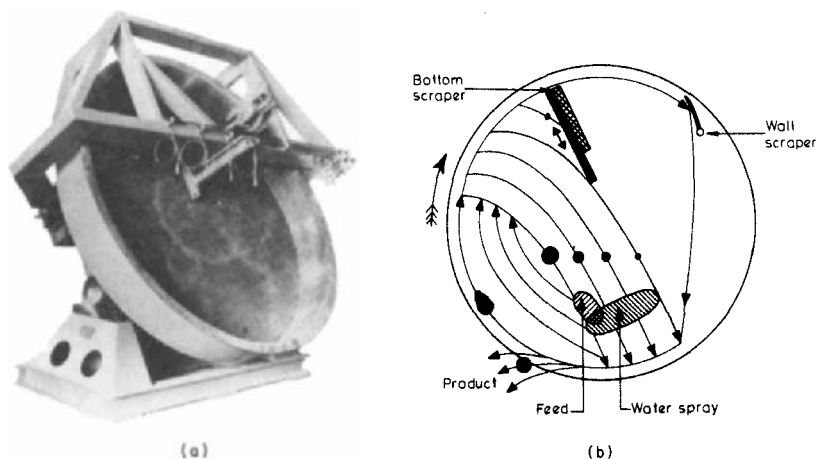 Bottom
scraper
Wall
scraper
Product
Feed
Water spray
(a)
(b)